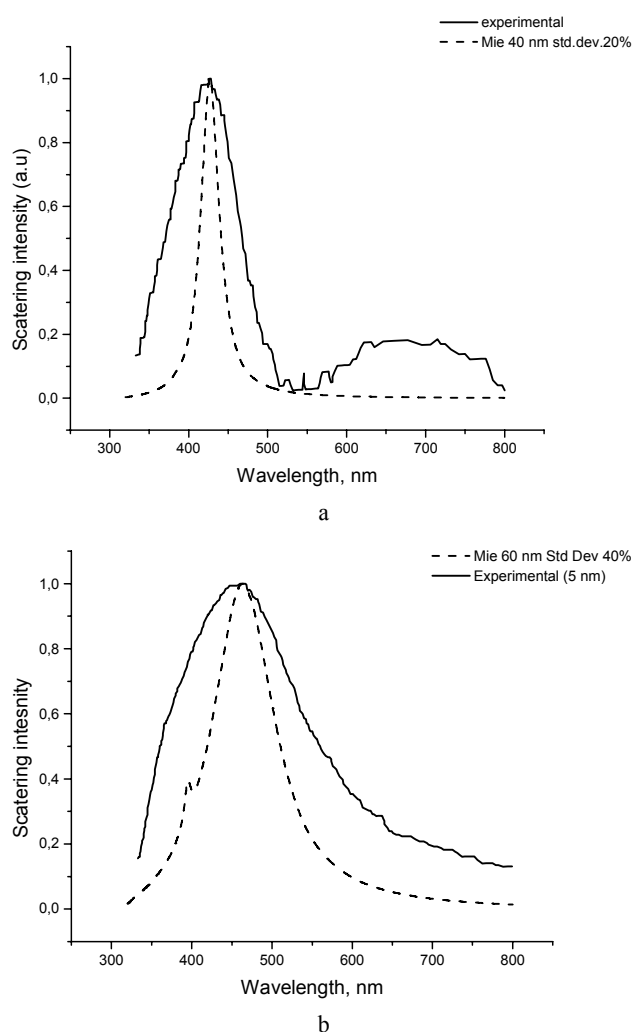 experimental
Mie 40 nm std.dev.20%
1,0
0,8
0,6
0,4
0,2
0,0
Scatering intensity (a.u)
300 400 500 600 700 800
Wavelength, nm
a
Mie 60 nm Std Dev 40%
Experimental (5 nm)
1,0
0,8
0,6
0,4
0,2
0,0
Scattering intesnity
300 400 500 600 700 800
Wavelength, nm
b